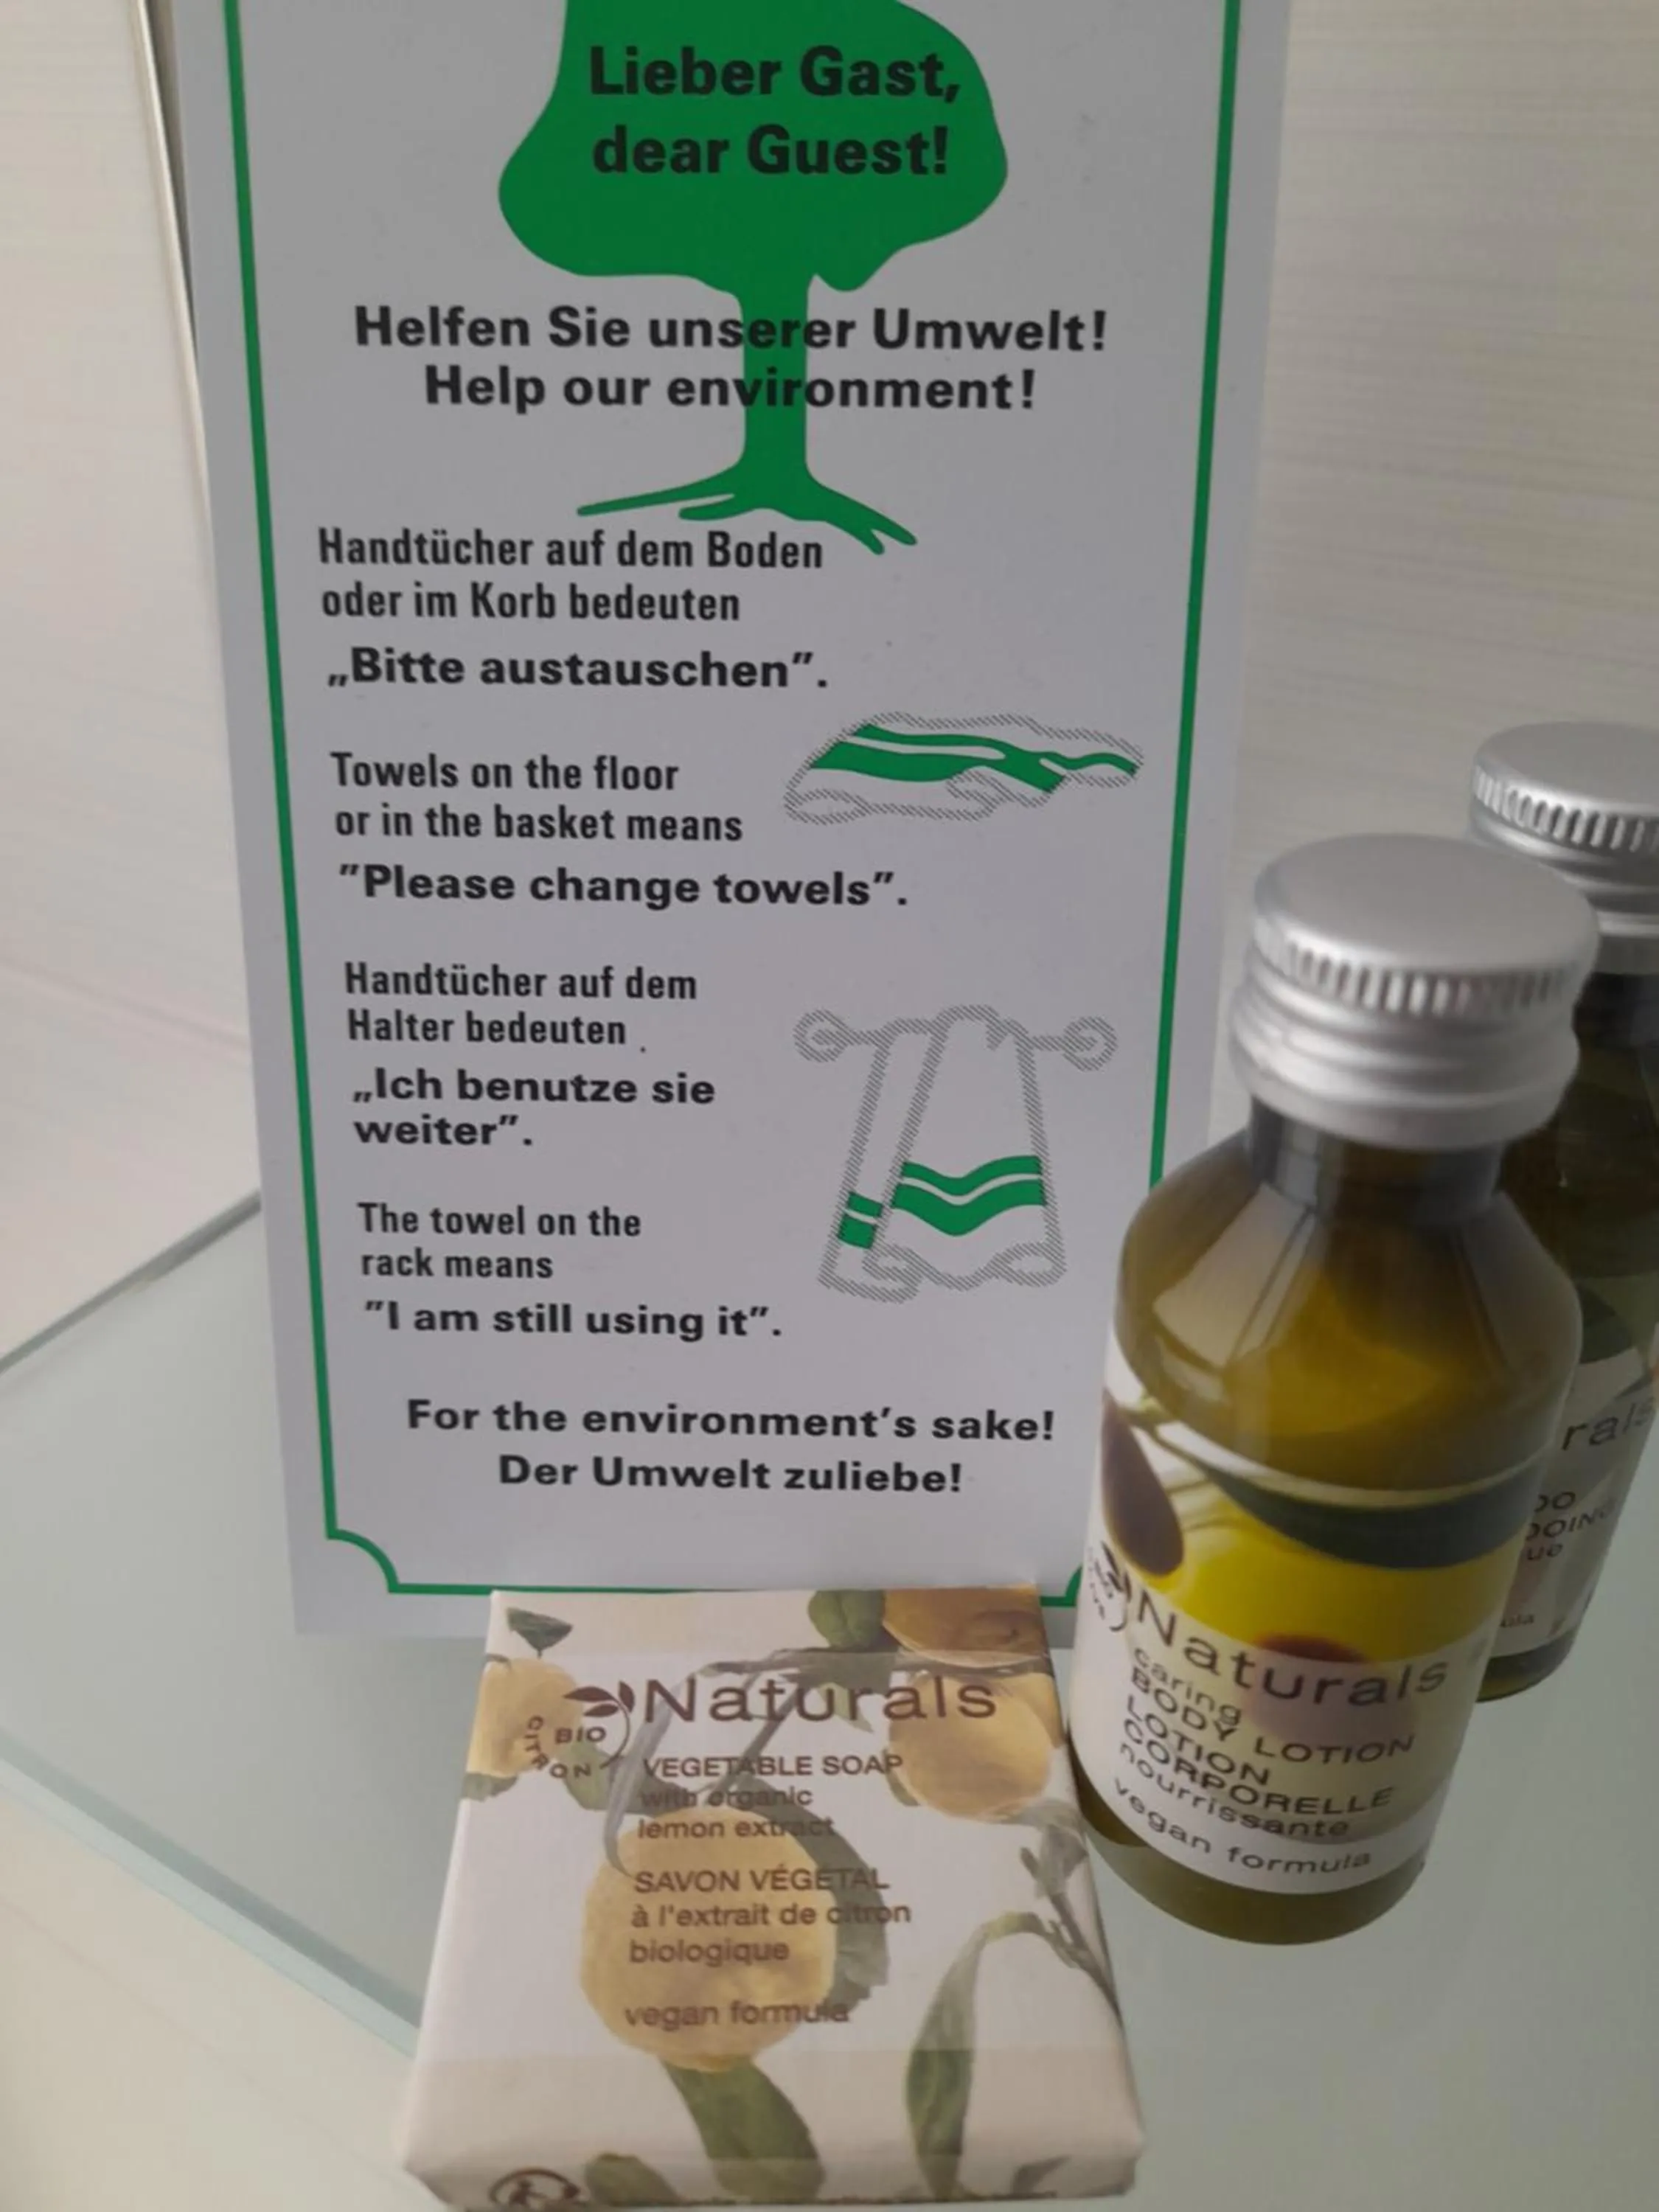 Lieber Gast,
dear Guest!
Helfen Sie unserer Umwelt!
Help our environment!
Handtücher auf dem Boden
oder im Korb bedeuten
„Bitte austauschen”.
Towels on the floor
or in the basket means
”Please change towels”.
Handtücher auf dem
Halter bedeuten
„Ich benutze sie
weiter”.
The towel on the
rack means
”I am still using it”.
For the environment's sake!
Der Umwelt zuliebe!
Naturals
BIO
CITRON
VEGETABLE SOAP
with organic
lemon extract
SAVON VÉGÉTAL
à l'extrait de citron
biologique
vegan formula
Naturals
caring
BODY LOTION
LOTION
CORPORELLE
nourrissante
vegan formula